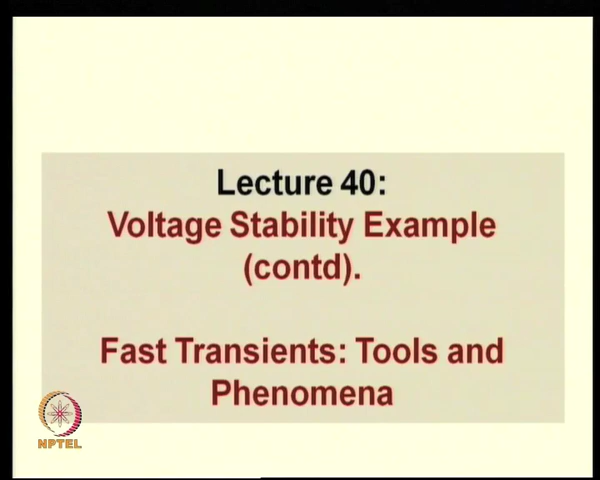 Lecture 40:
Voltage Stability Example
(contd).
Fast Transients: Tools and
Phenomena
NPTEL